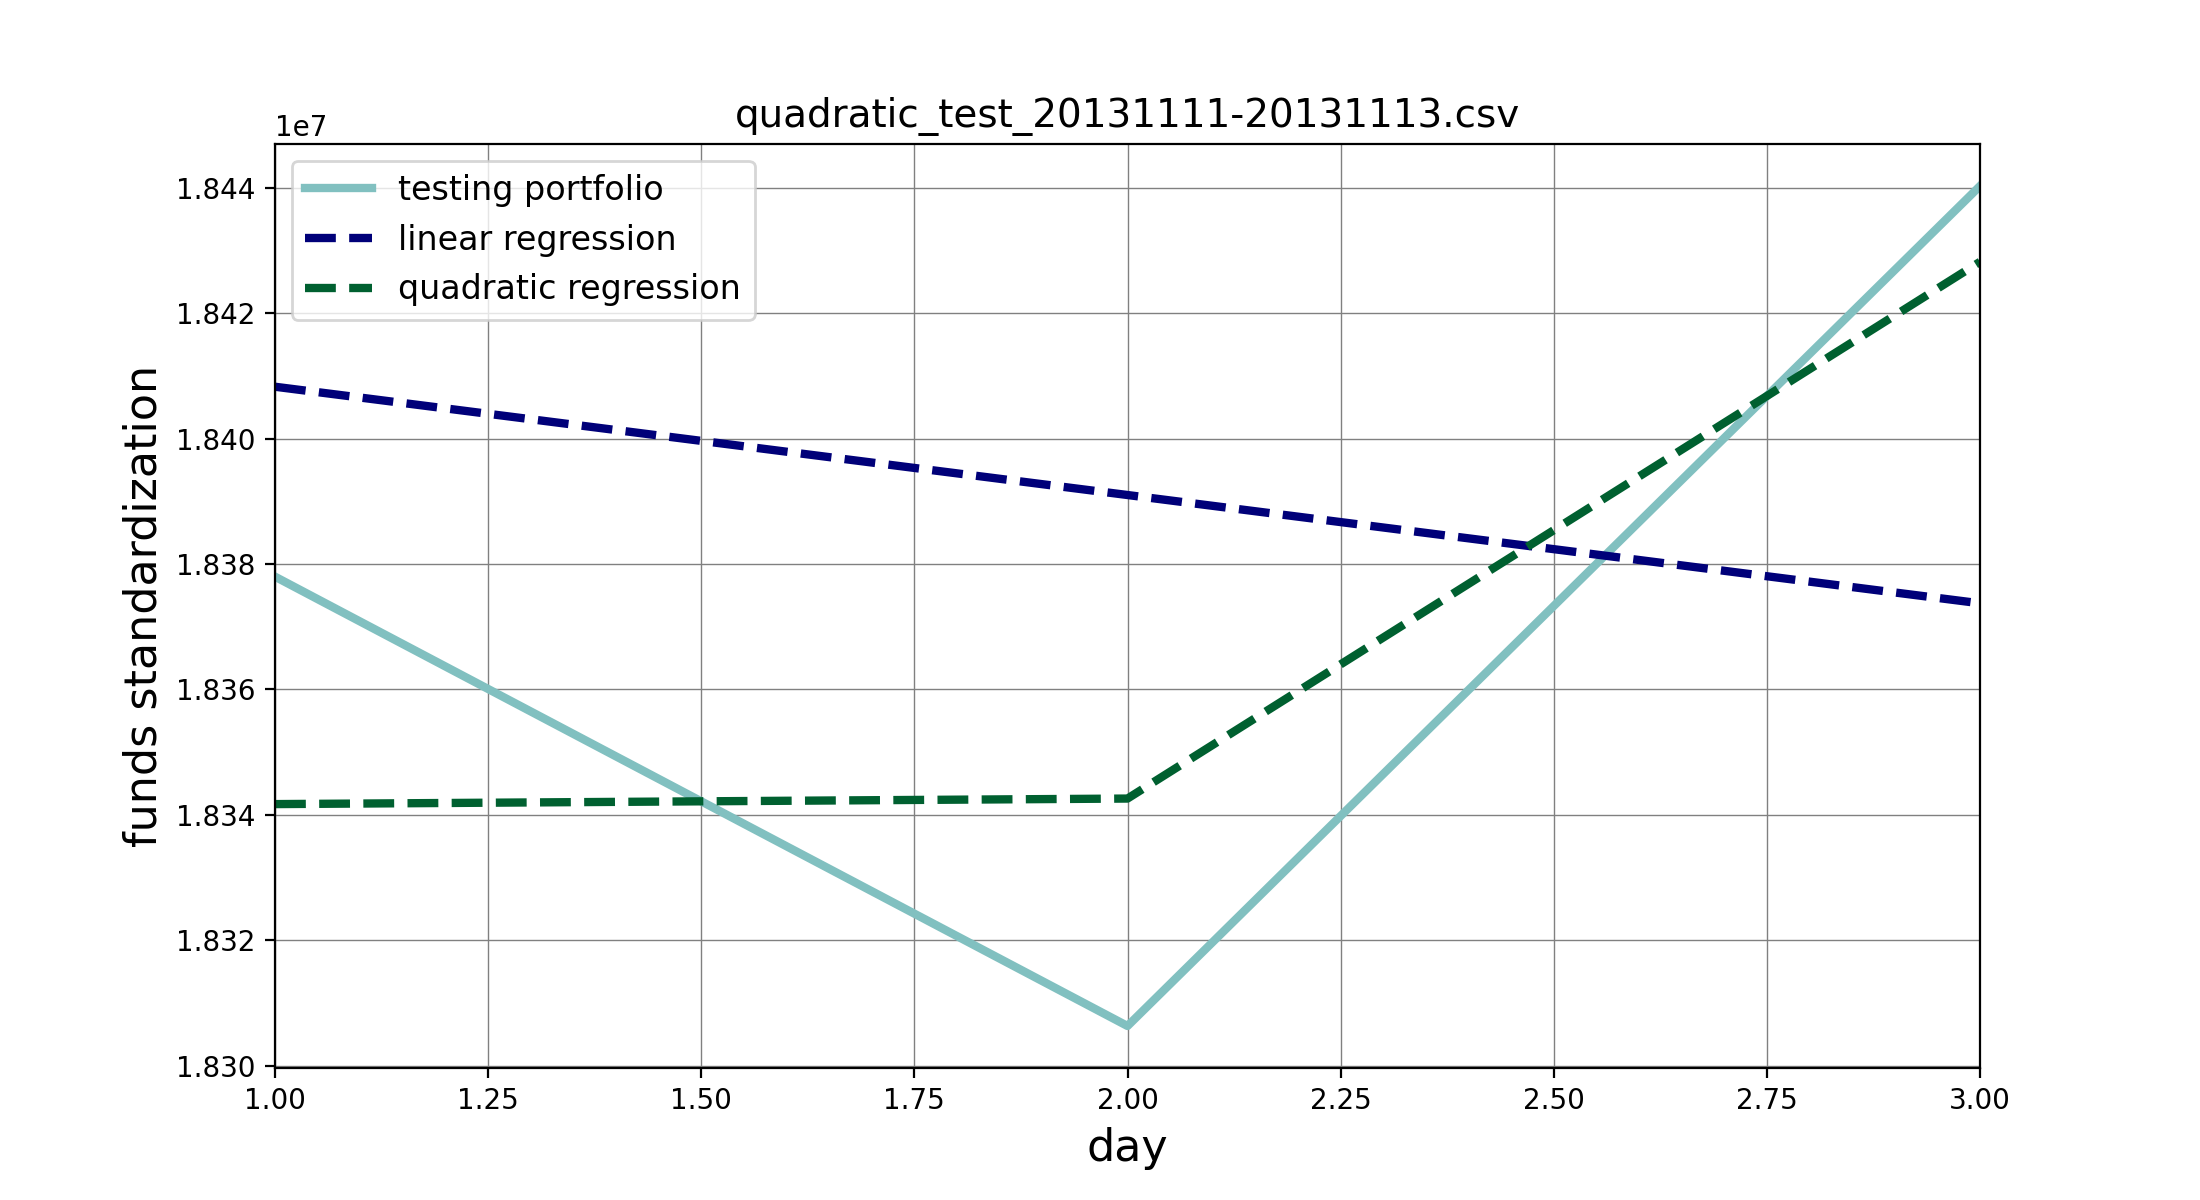 quadratic_test_20131111-20131113.csv
1e7
testing portfolio
linear regression
quadratic regression
1.844
1.842
1.840
1.838
1.836
1.834
1.832
1.830
funds standardization
1.00 1.25 1.50 1.75 2.00 2.25 2.50 2.75 3.00
day